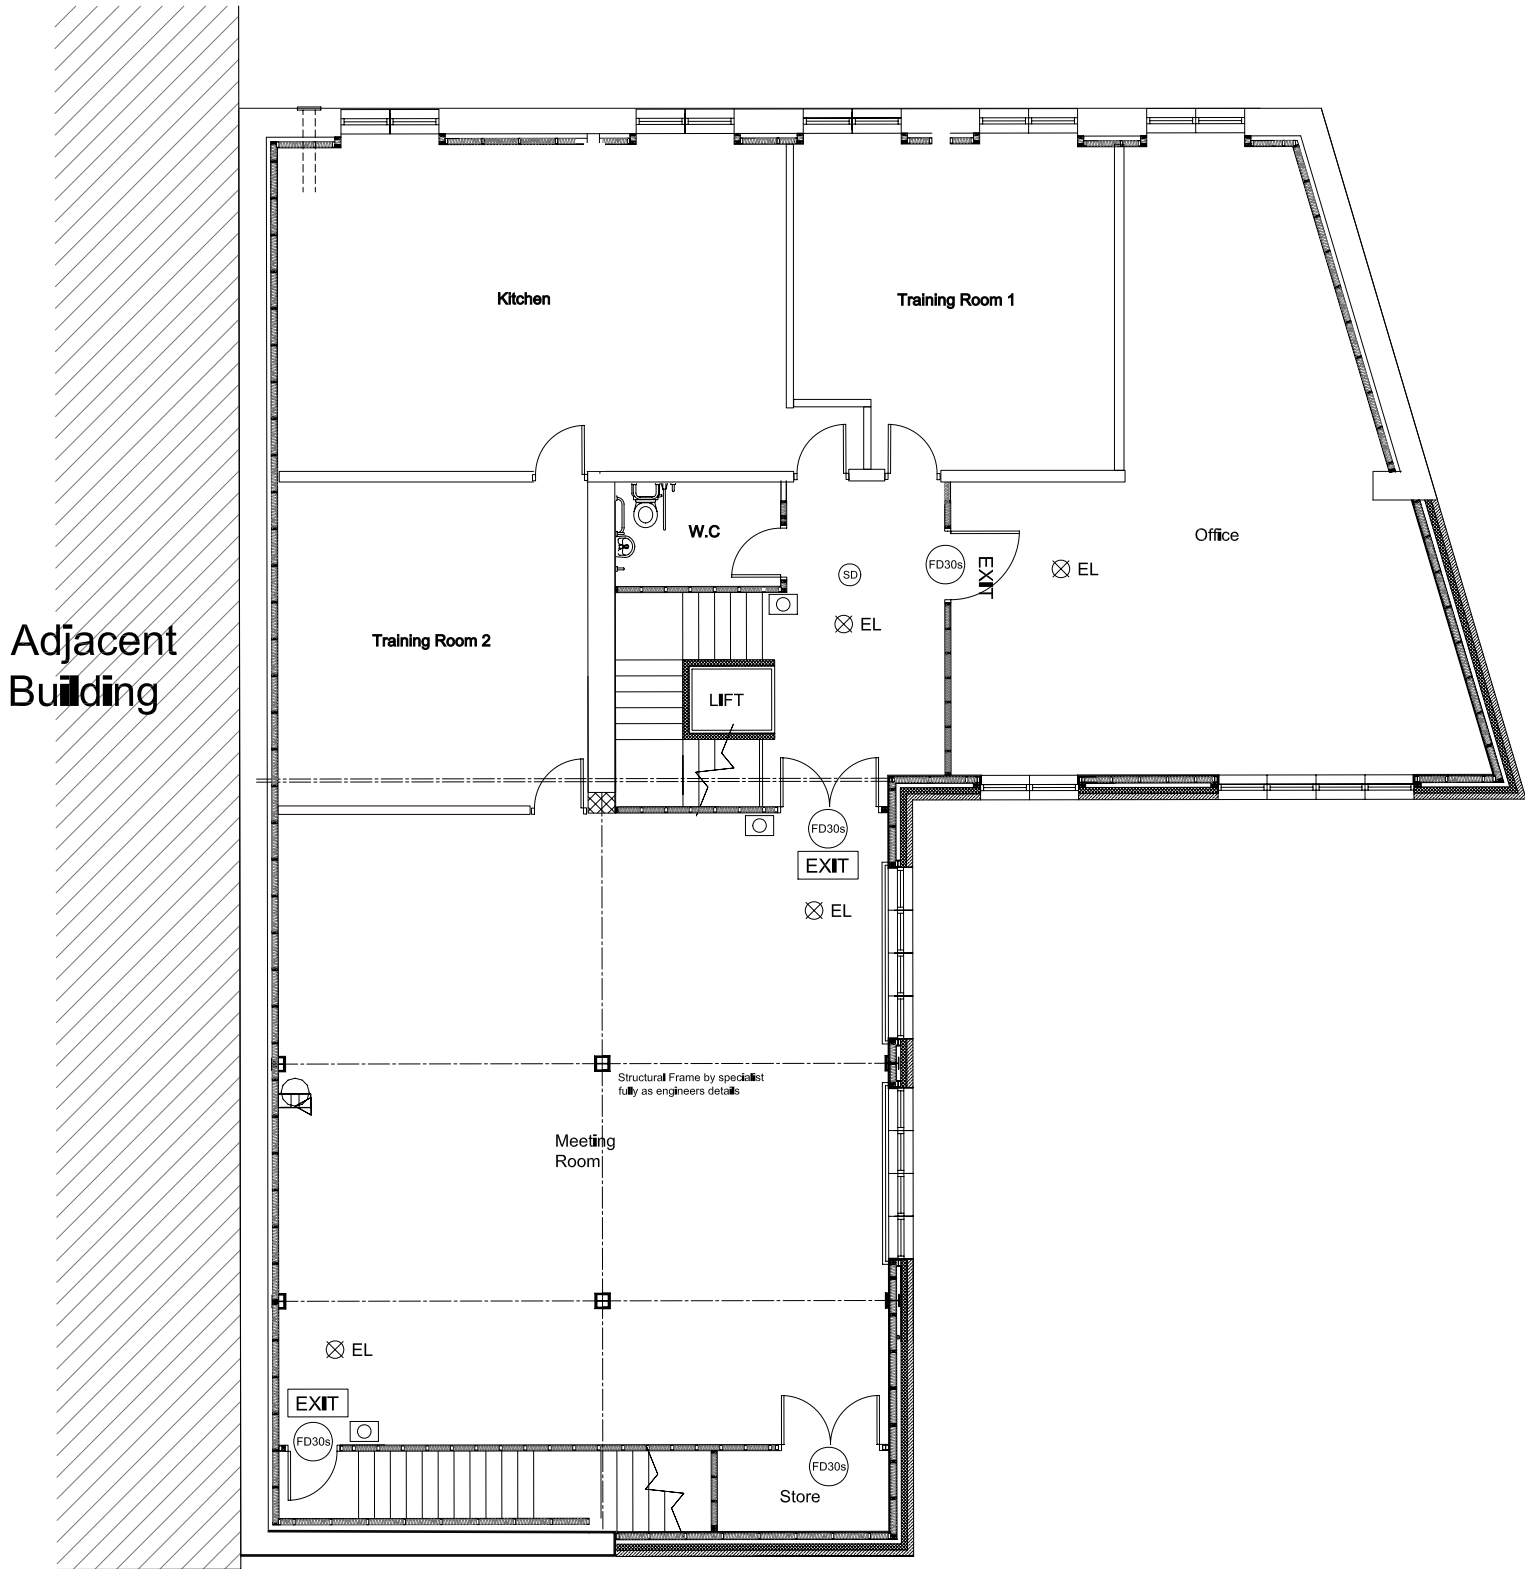 Kitchen
Training Room 1
W.C
Office
SD
FD30s
EXIT
EL
EL
Adjacent
Building
Training Room 2
LIFT
FD30s
EXIT
EL
Structural Frame by specialist
fully as engineers details
Meeting
Room
EL
EXIT
FD30s
FD30s
Store